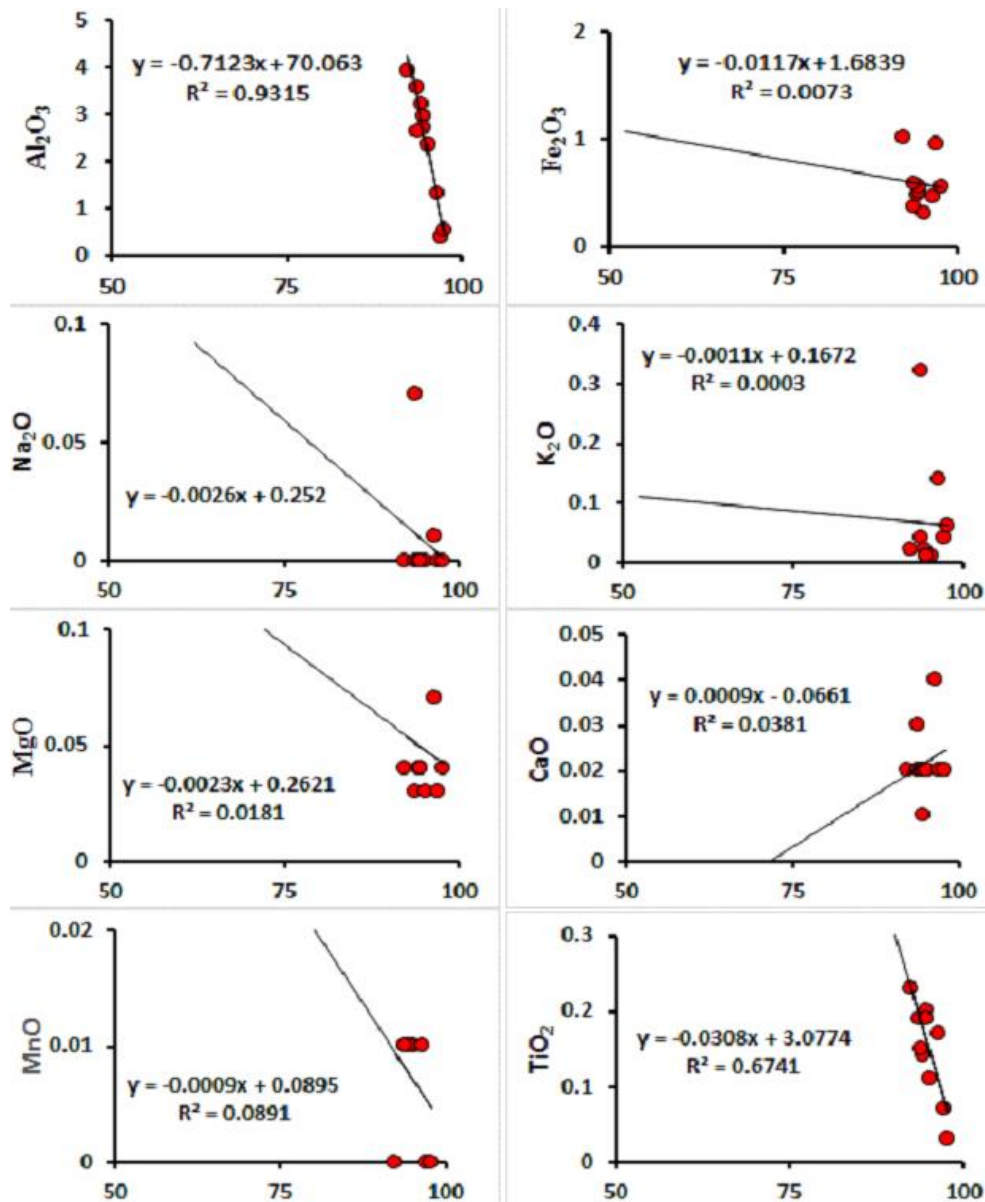 5
4
3
2
1
0
Al₂O₃
y = -0.7123x + 70.063
R² = 0.9315
50
75
100
2
1
0
Fe₂O₃
y = -0.0117x + 1.6839
R² = 0.0073
50
75
100
0.1
0.05
0
Na₂O
y = -0.0026x + 0.252
50
75
100
0.4
0.3
0.2
0.1
0
K₂O
y = -0.0011x + 0.1672
R² = 0.0003
50
75
100
0.1
0.05
0
MgO
y = -0.0023x + 0.2621
R² = 0.0181
50
75
100
0.05
0.04
0.03
0.02
0.01
0
CaO
y = 0.0009x - 0.0661
R² = 0.0381
50
75
100
0.02
0.01
0
MnO
y = -0.0009x + 0.0895
R² = 0.0891
50
75
100
0.3
0.2
0.1
0
TiO₂
y = -0.0308x + 3.0774
R² = 0.6741
50
75
100